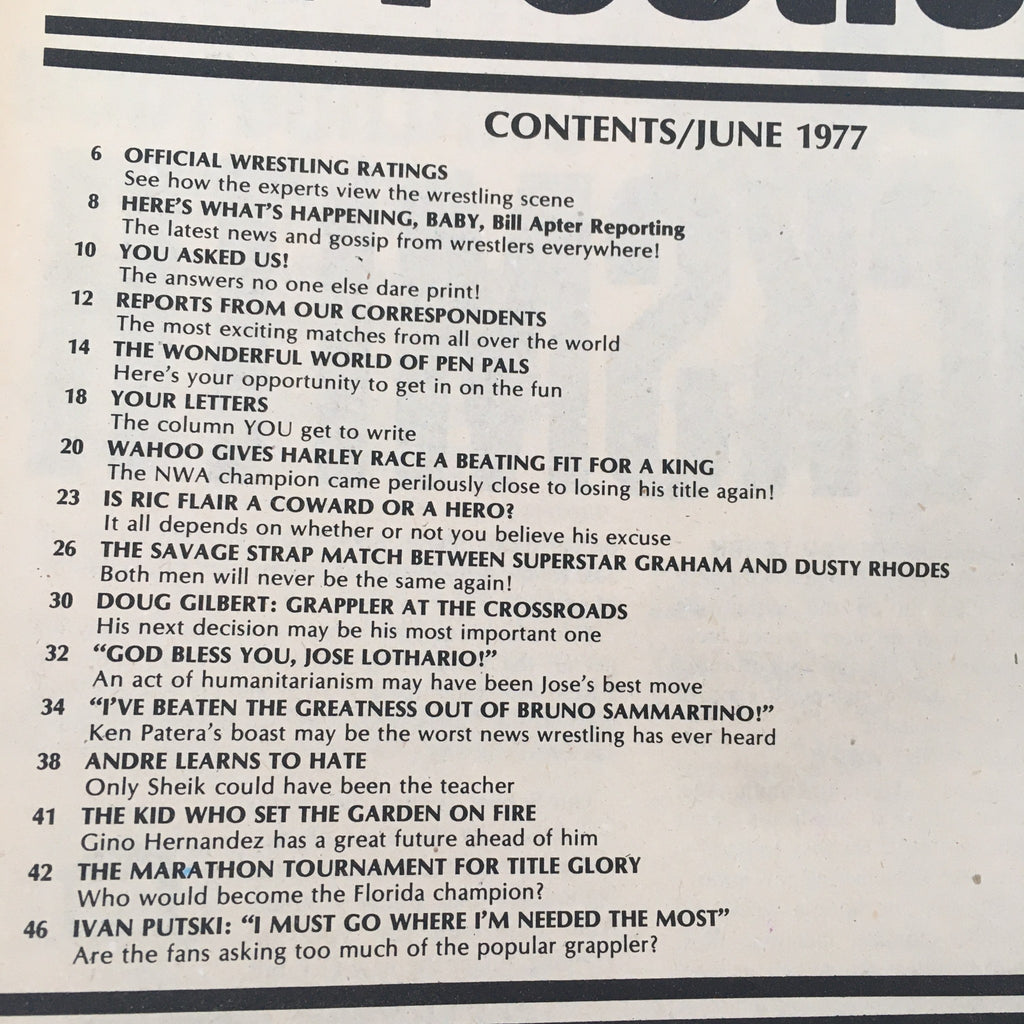 CONTENTS/JUNE 1977
6 OFFICIAL WRESTLING RATINGS
See how the experts view the wrestling scene
8 HERE'S WHAT'S HAPPENING, BABY, Bill Apter Reporting
The latest news and gossip from wrestlers everywhere!
10 YOU ASKED US!
The answers no one else dare print!
12 REPORTS FROM OUR CORRESPONDENTS
The most exciting matches from all over the world
14 THE WONDERFUL WORLD OF PEN PALS
Here's your opportunity to get in on the fun
18 YOUR LETTERS
The column YOU get to write
20 WAHOO GIVES HARLEY RACE A BEATING FIT FOR A KING
The NWA champion came perilously close to losing his title again!
23 IS RIC FLAIR A COWARD OR A HERO?
It all depends on whether or not you believe his excuse
26 THE SAVAGE STRAP MATCH BETWEEN SUPERSTAR GRAHAM AND DUSTY RHODES
Both men will never be the same again!
30 DOUG GILBERT: GRAPPLER AT THE CROSSROADS
His next decision may be his most important one
32 “GOD BLESS YOU, JOSE LOTHARIO!”
An act of humanitarianism may have been Jose's best move
34 “I'VE BEATEN THE GREATNESS OUT OF BRUNO SAMMARTINO!”
Ken Patera's boast may be the worst news wrestling has ever heard
38 ANDRE LEARNS TO HATE
Only Sheik could have been the teacher
41 THE KID WHO SET THE GARDEN ON FIRE
Gino Hernandez has a great future ahead of him
42 THE MARATHON TOURNAMENT FOR TITLE GLORY
Who would become the Florida champion?
46 IVAN PUTSKI: “I MUST GO WHERE I'M NEEDED THE MOST”
Are the fans asking too much of the popular grappler?